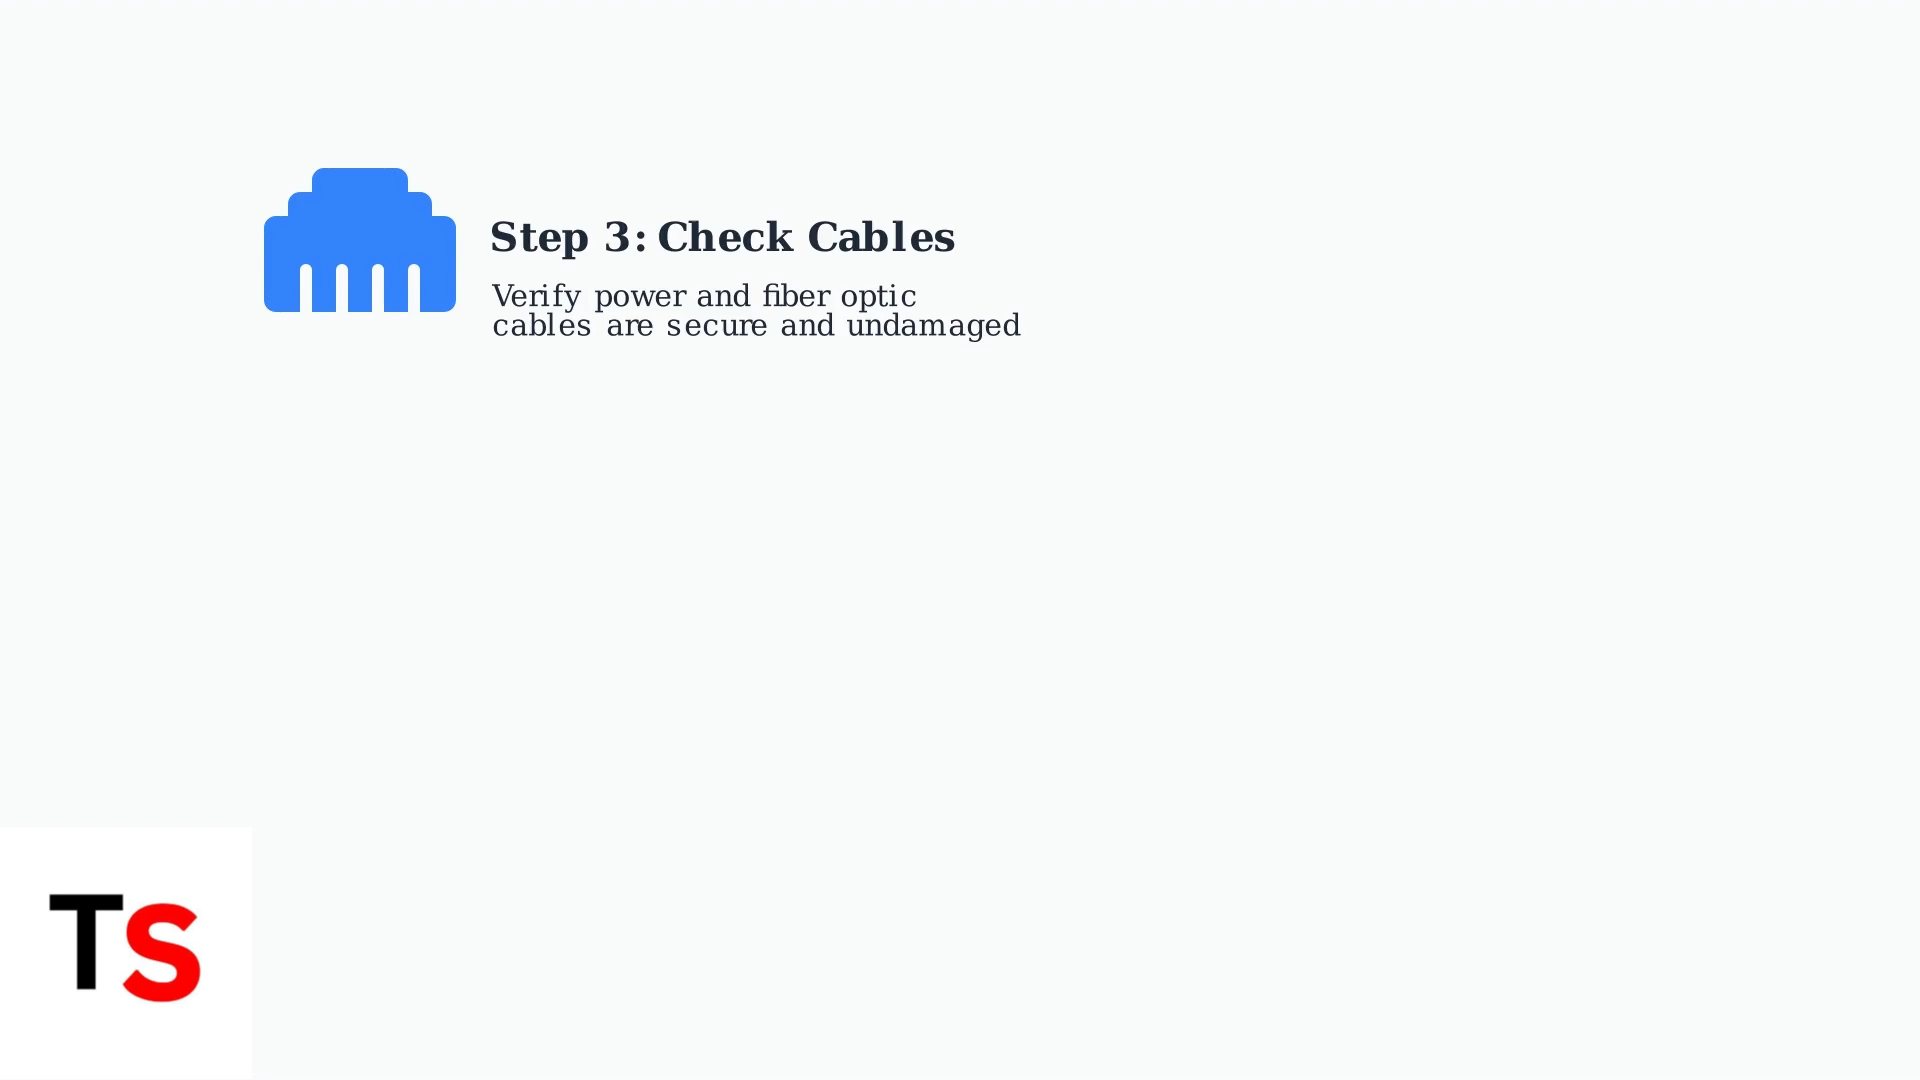 Step 3: Check Cables
Verify power and fiber optic
cables are secure and undamaged
TS